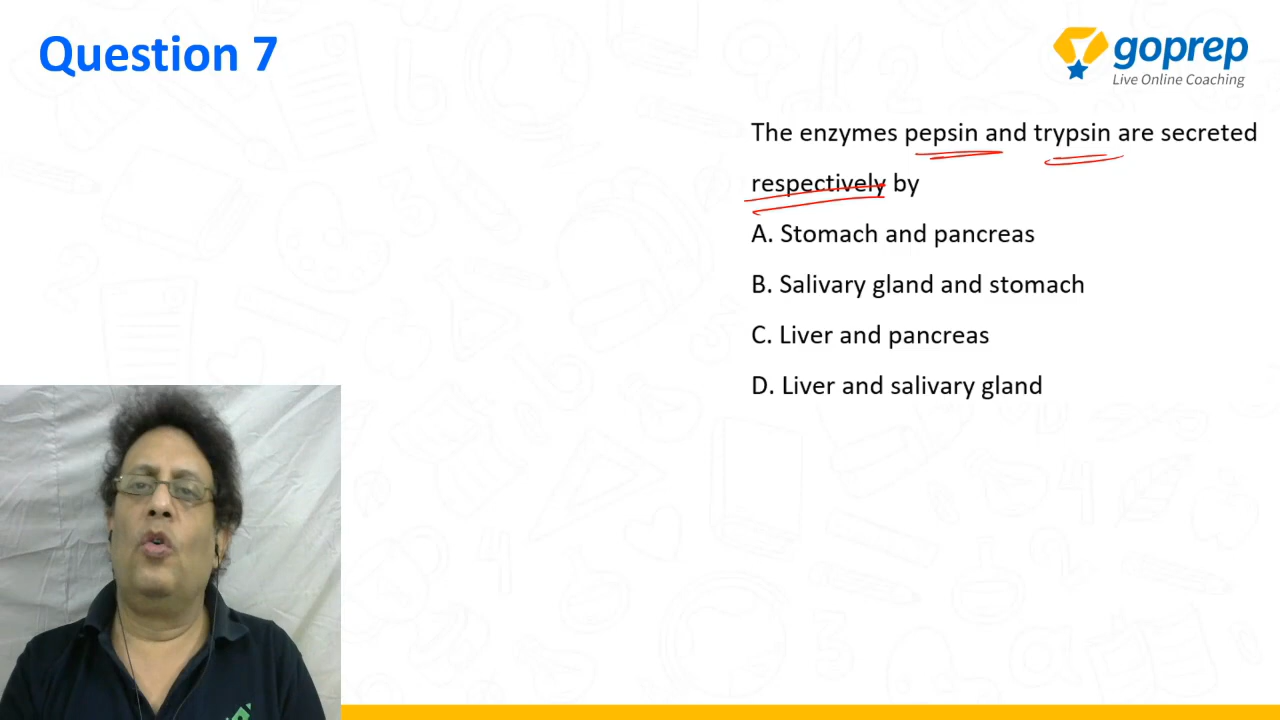 Question 7
goprep
Live Online Coaching
The enzymes pepsin and trypsin are secreted
respectively by
A. Stomach and pancreas
B. Salivary gland and stomach
C. Liver and pancreas
D. Liver and salivary gland